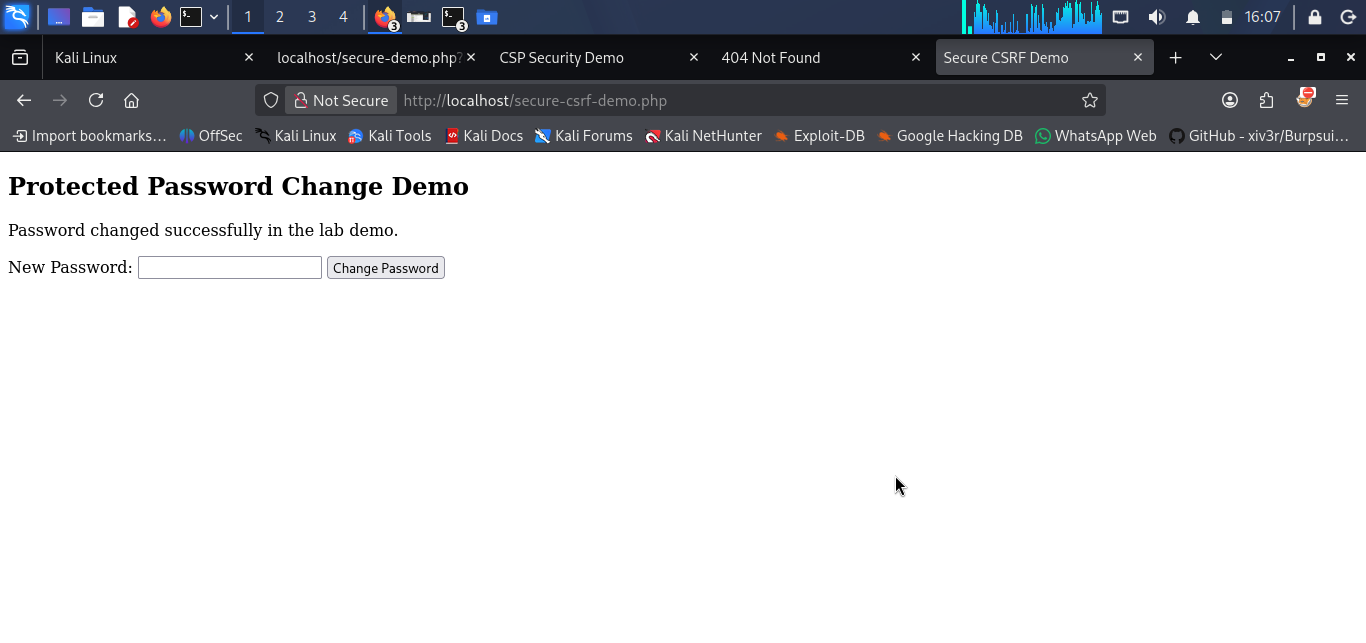 1 2 3 4 3 3 16:07
Kali Linux localhost/secure-demo.php? CSP Security Demo 404 Not Found Secure CSRF Demo
Not Secure http://localhost/secure-csrf-demo.php
Import bookmarks… OffSec Kali Linux Kali Tools Kali Docs Kali Forums Kali NetHunter Exploit-DB Google Hacking DB WhatsApp Web GitHub - xiv3r/Burpsui…
Protected Password Change Demo
Password changed successfully in the lab demo.
New Password: Change Password